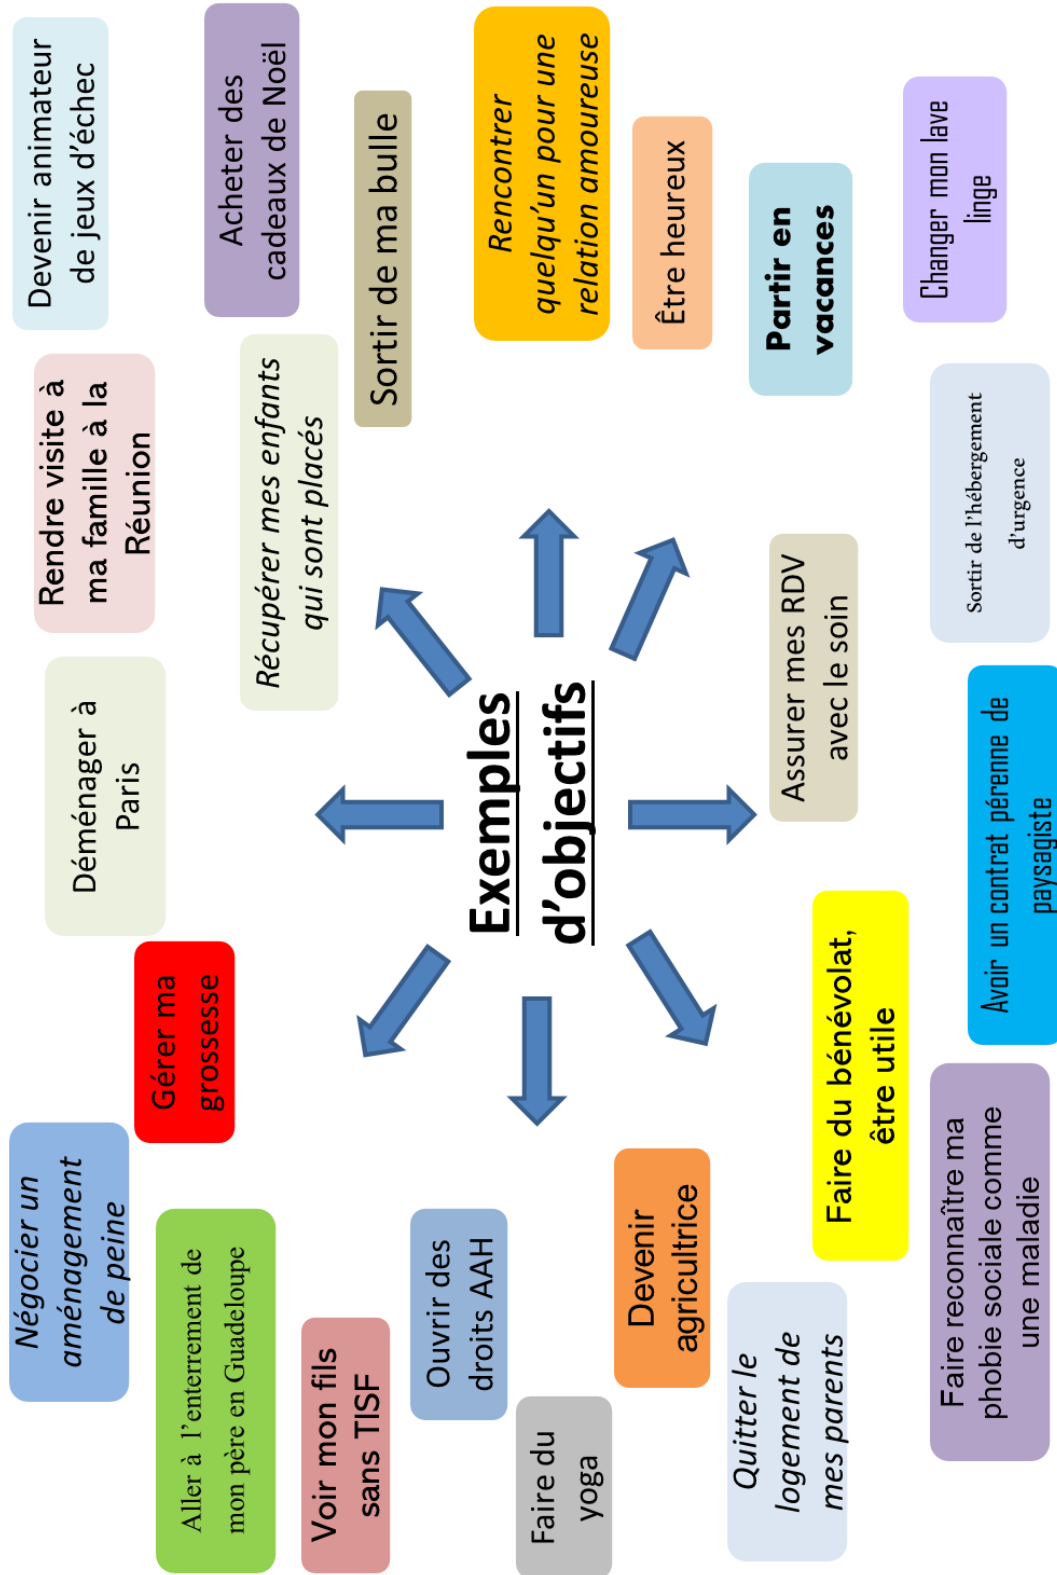 Négocier un
aménagement
de peine
Gérer ma
grossesse
Déménager à
Paris
Rendre visite à
ma famille à la
Réunion
Devenir animateur
de jeux d'échec
Aller à l'enterrement de
mon père en Guadeloupe
Récupérer mes enfants
qui sont placés
Acheter des
cadeaux de Noël
Voir mon fils
sans TISF
Sortir de ma bulle
Ouvrir des
droits AAH
Exemples
d'objectifs
Rencontrer
quelqu'un pour une
relation amoureuse
Faire du
yoga
Devenir
agricultrice
Être heureux
Quitter le
logement de
mes parents
Faire du bénévolat,
être utile
Assurer mes RDV
avec le soin
Partir en
vacances
Faire reconnaître ma
phobie sociale comme
une maladie
Avoir un contrat pérenne de
paysagiste
Sortir de l'hébergement
d'urgence
Changer mon lave
linge